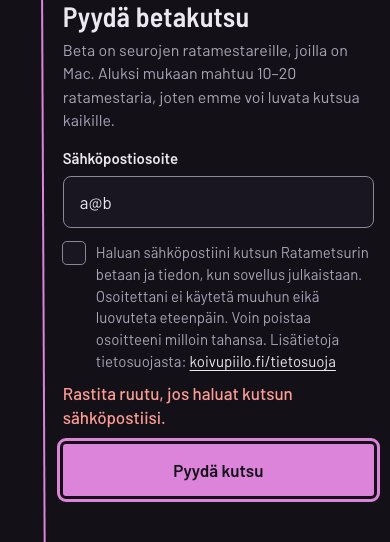 Pyydä betakutsu
Beta on seurojen ratamestareille, joilla on
Mac. Aluksi mukaan mahtuu 10–20
ratamestaria, joten emme voi luvata kutsua
kaikille.
Sähköpostiosoite
a@b
Haluan sähköpostiini kutsun Ratametsurin
betaan ja tiedon, kun sovellus julkaistaan.
Osoitettani ei käytetä muuhun eikä
luovuteta eteenpäin. Voin poistaa
osoitteeni milloin tahansa. Lisätietoja
tietosuojasta: koivupiilo.fi/tietosuoja
Rastita ruutu, jos haluat kutsun
sähköpostiisi.
Pyydä kutsu